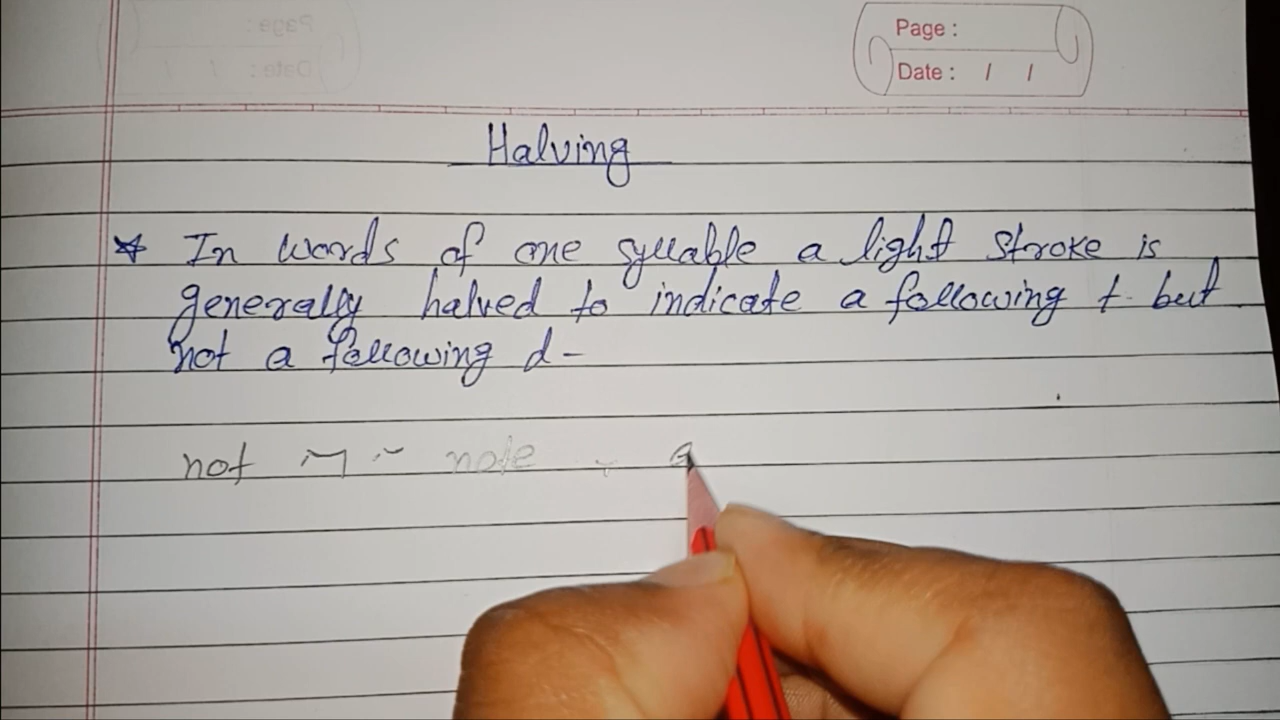 Page :
Date : / /
Halving
* In words of one syllable a light stroke is
generally halved to indicate a following t but
not a following d -
not note